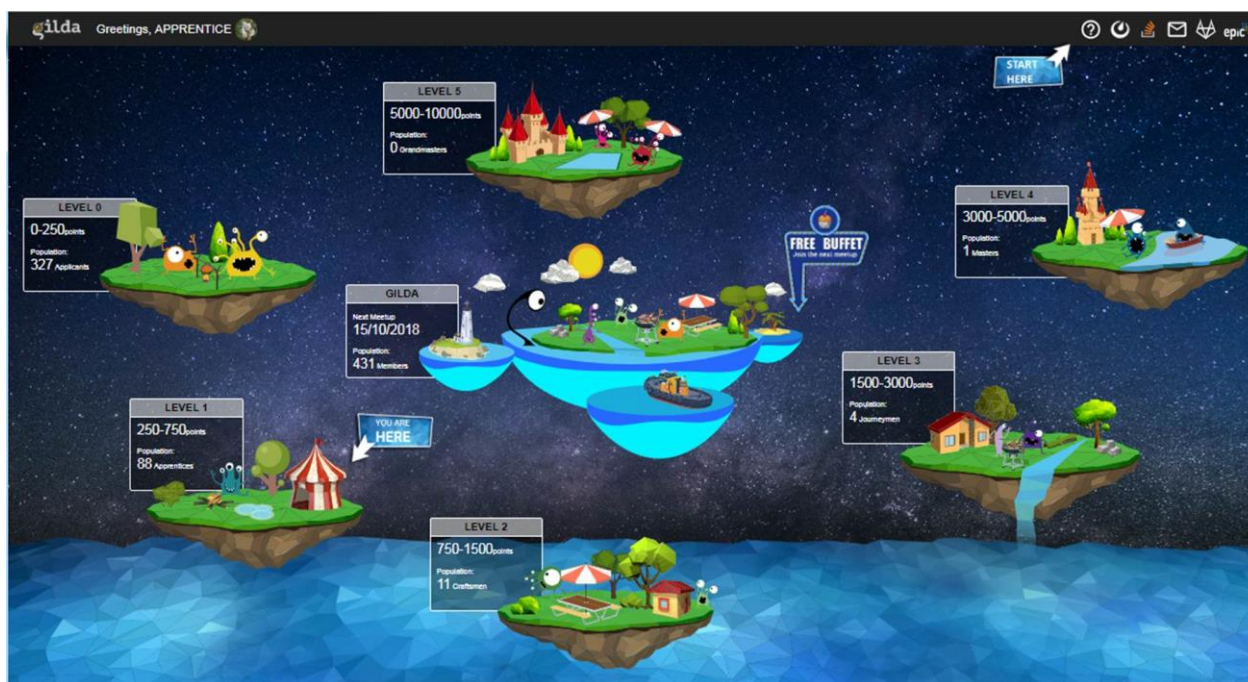 gilda Greetings, APPRENTICE
epic
START
HERE
LEVEL 5
5000-10000points
Population:
0 Grandmasters
LEVEL 4
3000-5000points
Population:
1 Masters
LEVEL 0
0-250points
Population:
327 Applicants
FREE BUFFET
Join the next meetup
GILDA
Next Meetup
15/10/2018
Population:
431 Members
LEVEL 3
1500-3000points
Population:
4 Journeymen
LEVEL 1
250-750points
Population:
88 Apprentices
YOU ARE
HERE
LEVEL 2
750-1500points
Population:
11 Craftsmen